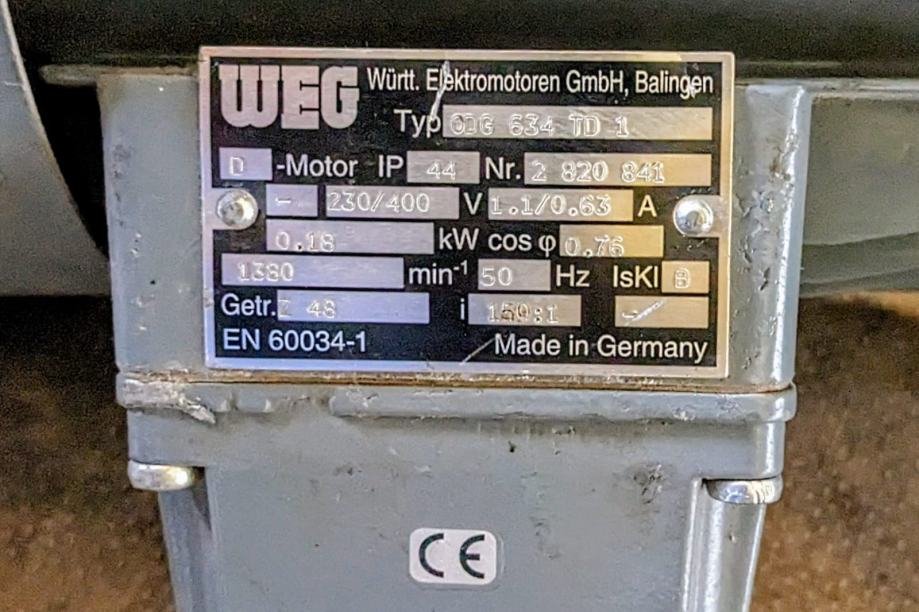 WEG Württ. Elektromotoren GmbH, Balingen
Typ ODG 634 TD 1
D -Motor IP 44 Nr. 2 820 841
230/400 V 1.1/0.63 A
0.18 kW cos φ 0.76
1380 min-1 50 Hz IsKl B
Getr. Z 48 i 150:1
EN 60034-1 Made in Germany
CE